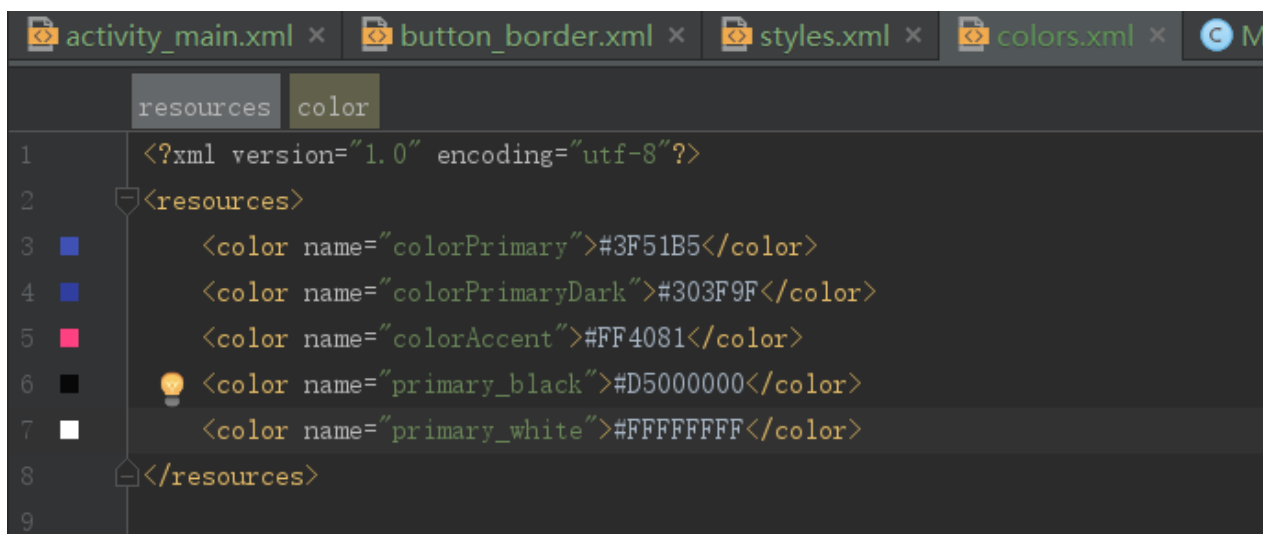 activity_main.xml × button_border.xml × styles.xml × colors.xml × C M
resources color
1 <?xml version="1.0" encoding="utf-8"?>
2 <resources>
3 <color name="colorPrimary">#3F51B5</color>
4 <color name="colorPrimaryDark">#303F9F</color>
5 <color name="colorAccent">#FF4081</color>
6 <color name="primary_black">#D5000000</color>
7 <color name="primary_white">#FFFFFFFF</color>
8 </resources>
9